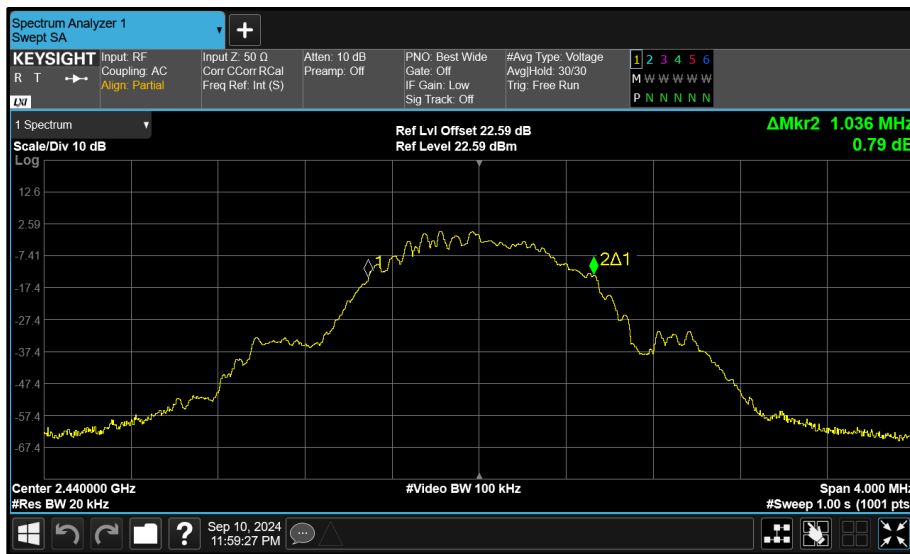 Spectrum Analyzer 1
Swept SA
+
KEYSIGHT
R T
LXI
Input: RF
Coupling: AC
Align: Partial
Input Z: 50 Ω
Corr CCorr RCal
Freq Ref: Int (S)
Atten: 10 dB
Preamp: Off
PNO: Best Wide
Gate: Off
IF Gain: Low
Sig Track: Off
#Avg Type: Voltage
Avg|Hold: 30/30
Trig: Free Run
1 2 3 4 5 6
M W W W W W
P N N N N N
1 Spectrum
Scale/Div 10 dB
Ref Lvl Offset 22.59 dB
Ref Level 22.59 dBm
ΔMkr2 1.036 MHz
0.79 dB
Log
12.6
2.59
-7.41
-17.4
-27.4
-37.4
-47.4
-57.4
-67.4
1
2Δ1
Center 2.440000 GHz
#Res BW 20 kHz
#Video BW 100 kHz
Span 4.000 MHz
#Sweep 1.00 s (1001 pts
?
Sep 10, 2024
11:59:27 PM